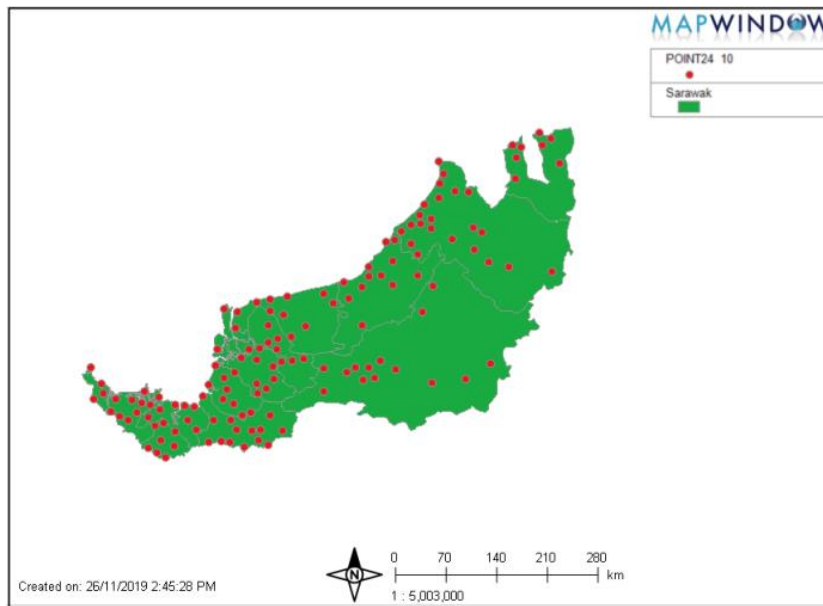 MAPWINDOW
POINT24 10
Sarawak
N
0 70 140 210 280
km
1 : 5,003,000
Created on: 26/11/2019 2:45:28 PM